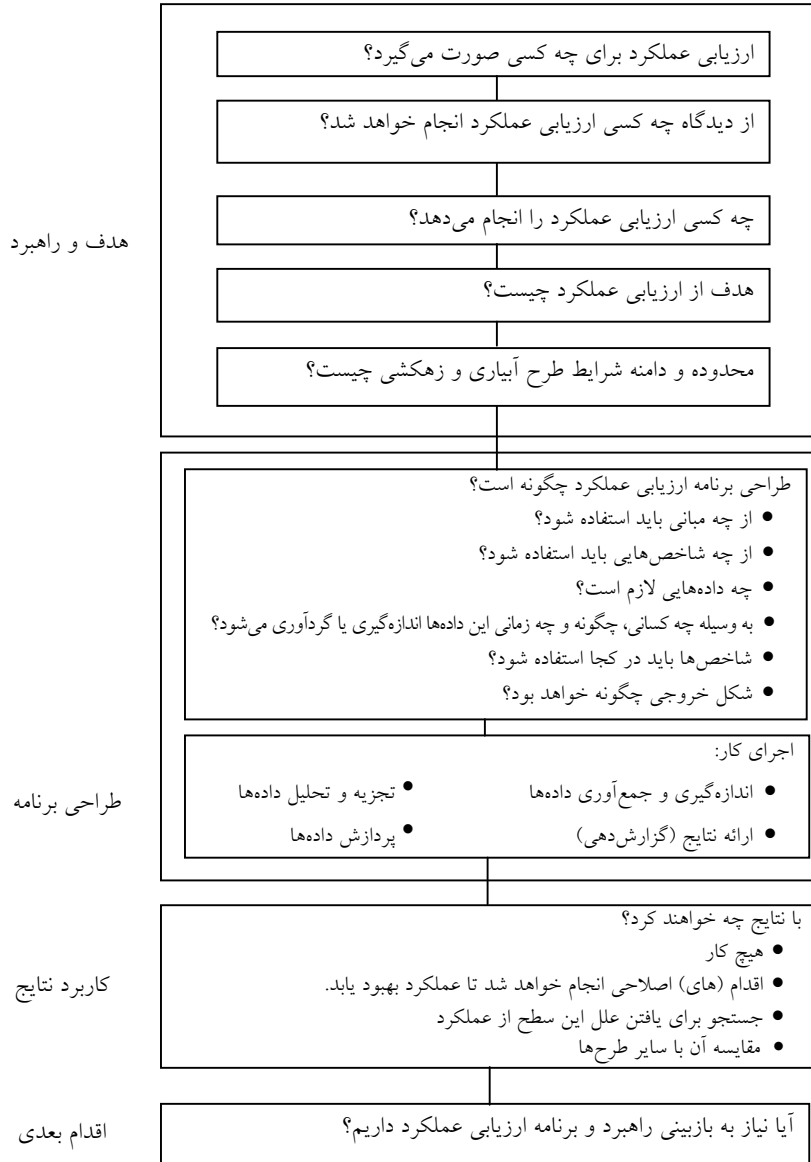 ارزیابی عملکرد برای چه کسی صورت می‌گیرد؟
از دیدگاه چه کسی ارزیابی عملکرد انجام خواهد شد؟
چه کسی ارزیابی عملکرد را انجام می‌دهد؟
هدف و راهبرد
هدف از ارزیابی عملکرد چیست؟
محدوده و دامنه شرایط طرح آبیاری و زهکشی چیست؟
طراحی برنامه ارزیابی عملکرد چگونه است؟
● از چه مبانی باید استفاده شود؟
● از چه شاخص‌هایی باید استفاده شود؟
● چه داده‌هایی لازم است؟
● به وسیله چه کسانی، چگونه و چه زمانی این داده‌ها اندازه‌گیری یا گردآوری می‌شود؟
● شاخص‌ها باید در کجا استفاده شود؟
● شکل خروجی چگونه خواهد بود؟
اجرای کار:
● اندازه‌گیری و جمع‌آوری داده‌ها ● تجزیه و تحلیل داده‌ها
طراحی برنامه
● ارائه نتایج (گزارش‌دهی) ● پردازش داده‌ها
با نتایج چه خواهند کرد؟
● هیچ کار
● اقدام (های) اصلاحی انجام خواهد شد تا عملکرد بهبود یابد.
کاربرد نتایج
● جستجو برای یافتن علل این سطح از عملکرد
● مقایسه آن با سایر طرح‌ها
آیا نیاز به بازبینی راهبرد و برنامه ارزیابی عملکرد داریم؟
اقدام بعدی